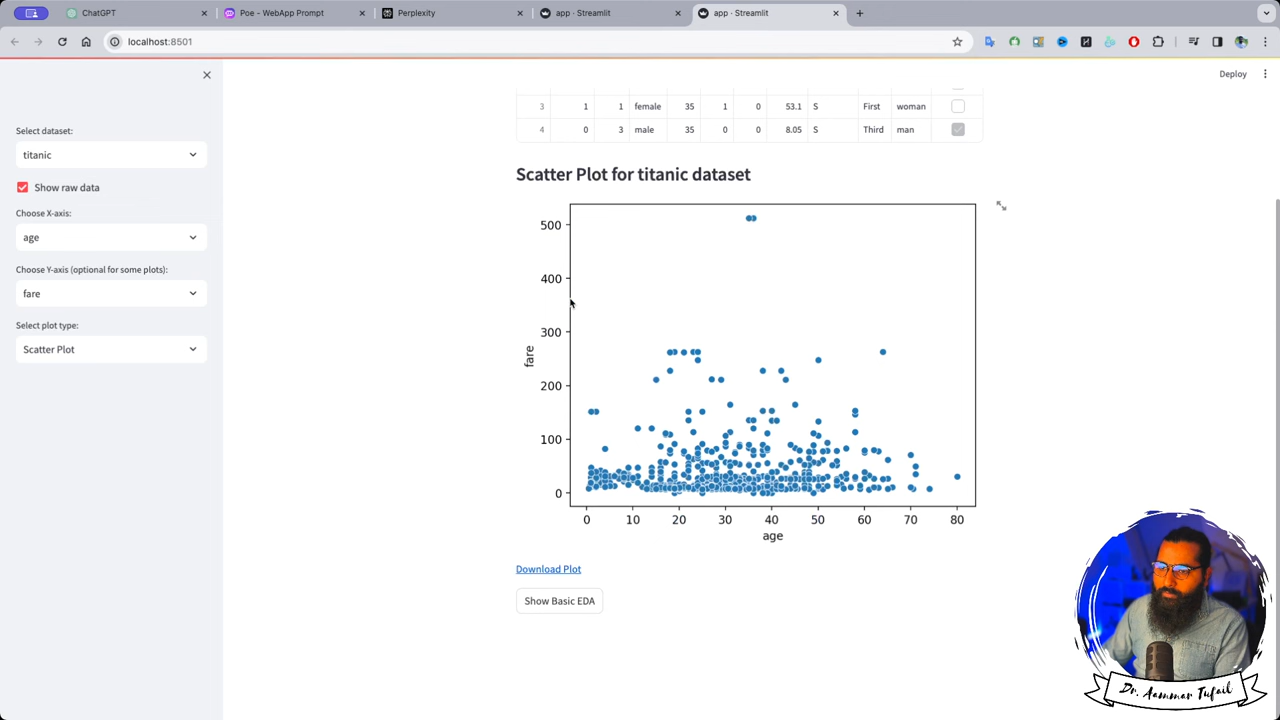 ChatGPT
Poe - WebApp Prompt
Perplexity
app · Streamlit
app · Streamlit
localhost:8501
Deploy
Select dataset:
titanic
Show raw data
Choose X-axis:
age
Choose Y-axis (optional for some plots):
fare
Select plot type:
Scatter Plot
3 1 1 female 35 1 0 53.1 S First woman
4 0 3 male 35 0 0 8.05 S Third man
Scatter Plot for titanic dataset
500
400
300
200
100
0
fare
0 10 20 30 40 50 60 70 80
age
Download Plot
Show Basic EDA
Dr. Aammar Tufail